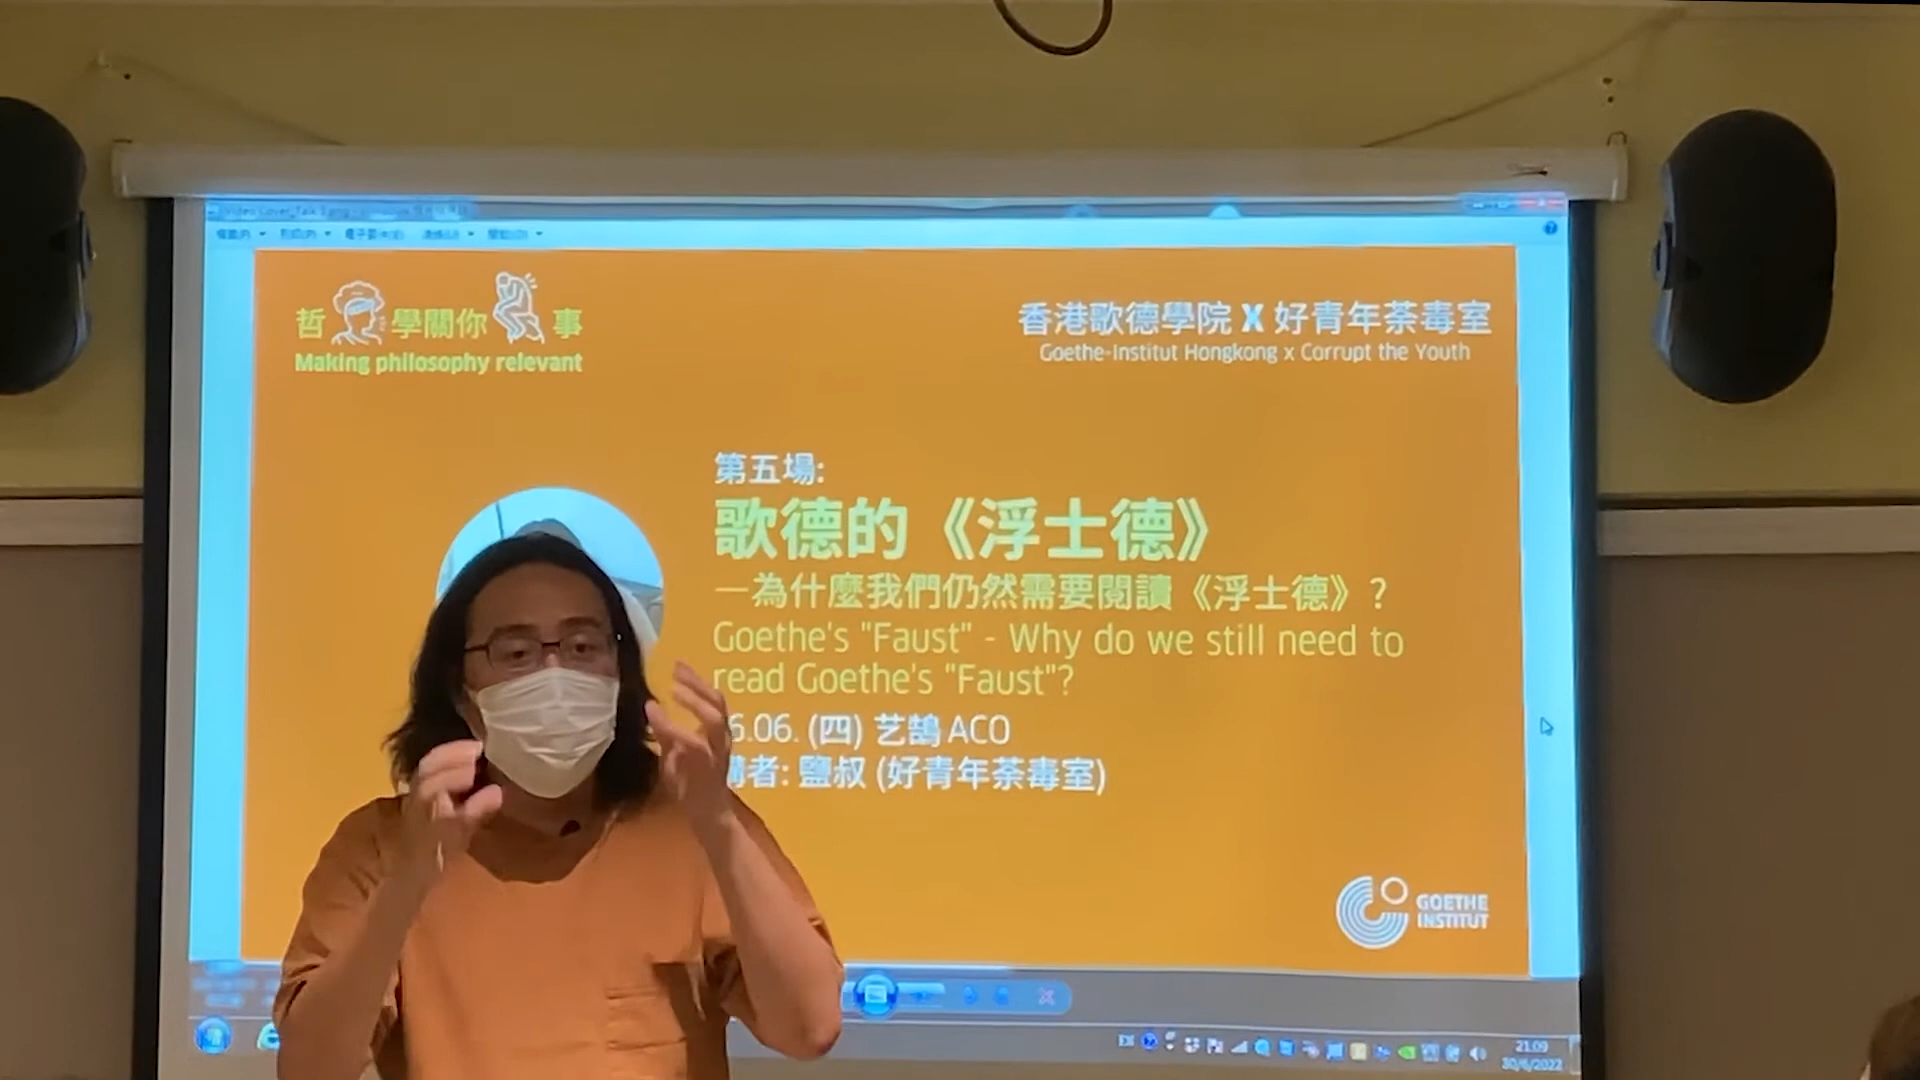 哲學關你事
Making philosophy relevant
香港歌德學院 X 好青年荼毒室
Goethe-Institut Hongkong x Corrupt the Youth
第五場:
歌德的《浮士德》
—為什麼我們仍然需要閱讀《浮士德》?
Goethe's "Faust" - Why do we still need to
read Goethe's "Faust"?
6.06. (四) 艺鵠 ACO
講者: 鹽叔 (好青年荼毒室)
GOETHE
INSTITUT
21:09
30/6/2022